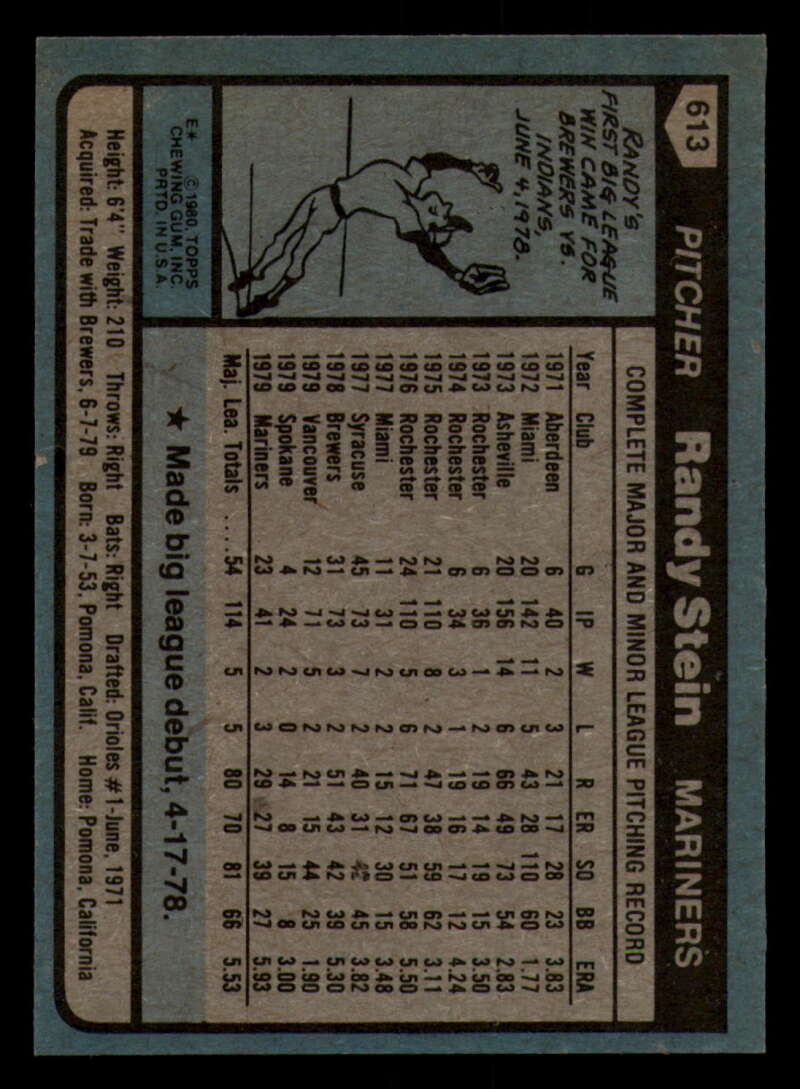 613 PITCHER Randy Stein MARINERS
RANDY'S
FIRST BIG LEAGUE
WIN CAME FOR
BREWERS VS.
INDIANS,
JUNE 4, 1978.
E* © 1980, TOPPS
CHEWING GUM, INC.
PRTD. IN U.S.A.
COMPLETE MAJOR AND MINOR LEAGUE PITCHING RECORD
Year Club G IP W L R ER SO BB ERA
1971 Aberdeen 6 40 2 3 21 17 28 23 3.83
1972 Miami 20 142 11 5 43 28 110 60 1.77
1973 Asheville 20 156 14 6 66 49 73 54 2.83
1973 Rochester 6 36 1 2 19 14 19 15 3.50
1974 Rochester 6 34 3 1 19 16 17 12 4.24
1975 Rochester 21 110 8 2 47 38 59 62 3.11
1976 Rochester 24 110 5 6 71 67 51 58 5.50
1977 Miami 11 31 2 2 15 12 30 15 3.48
1977 Syracuse 45 73 7 2 40 31 45 3.82
1978 Brewers 31 73 3 2 51 43 42 39 5.30
1979 Vancouver 12 71 5 2 21 15 44 25 1.90
1979 Spokane 4 24 2 0 14 8 15 8 3.00
1979 Mariners 23 41 2 3 29 27 39 27 5.93
Maj. Lea. Totals .... 54 114 5 5 80 70 81 66 5.53
★ Made big league debut, 4-17-78.
Height: 6'4" Weight: 210 Throws: Right Bats: Right Drafted: Orioles #1-June, 1971
Acquired: Trade with Brewers, 6-7-79 Born: 3-7-53, Pomona, Calif. Home: Pomona, California